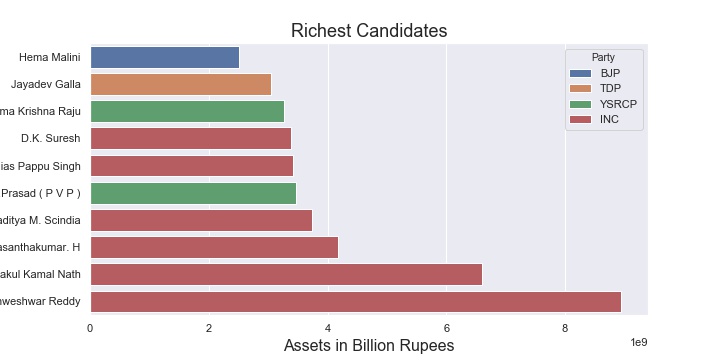 Richest Candidates
Hema Malini
Jayadev Galla
ma Krishna Raju
D.K. Suresh
ias Pappu Singh
Prasad ( P V P )
aditya M. Scindia
asanthakumar. H
akul Kamal Nath
hweshwar Reddy
Party
BJP
TDP
YSRCP
INC
0 2 4 6 8
1e9
Assets in Billion Rupees